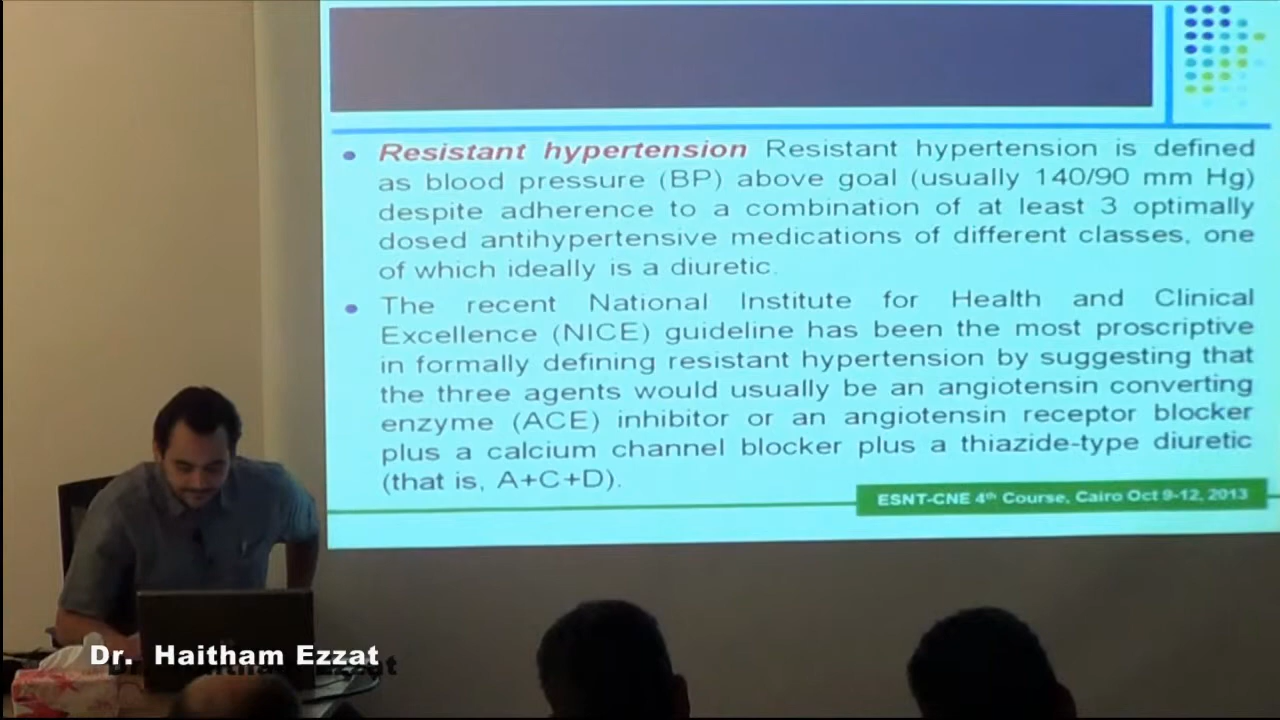 Resistant hypertension Resistant hypertension is defined
as blood pressure (BP) above goal (usually 140/90 mm Hg)
despite adherence to a combination of at least 3 optimally
dosed antihypertensive medications of different classes, one
of which ideally is a diuretic.
The recent National Institute for Health and Clinical
Excellence (NICE) guideline has been the most proscriptive
in formally defining resistant hypertension by suggesting that
the three agents would usually be an angiotensin converting
enzyme (ACE) inhibitor or an angiotensin receptor blocker
plus a calcium channel blocker plus a thiazide-type diuretic
(that is, A+C+D).
ESNT-CNE 4th Course, Cairo Oct 9-12, 2013
Dr. Haitham Ezzat